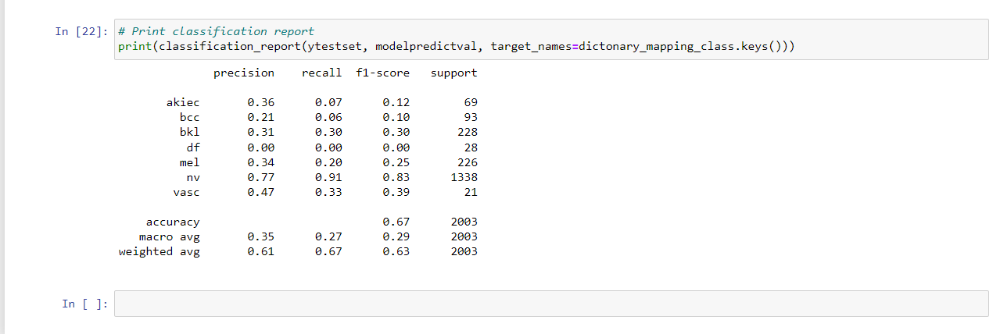 In [22]: # Print classification report
print(classification_report(ytestset, modelpredictval, target_names=dictonary_mapping_class.keys()))
precision recall f1-score support
akiec 0.36 0.07 0.12 69
bcc 0.21 0.06 0.10 93
bkl 0.31 0.30 0.30 228
df 0.00 0.00 0.00 28
mel 0.34 0.20 0.25 226
nv 0.77 0.91 0.83 1338
vasc 0.47 0.33 0.39 21
accuracy 0.67 2003
macro avg 0.35 0.27 0.29 2003
weighted avg 0.61 0.67 0.63 2003
In [ ]: